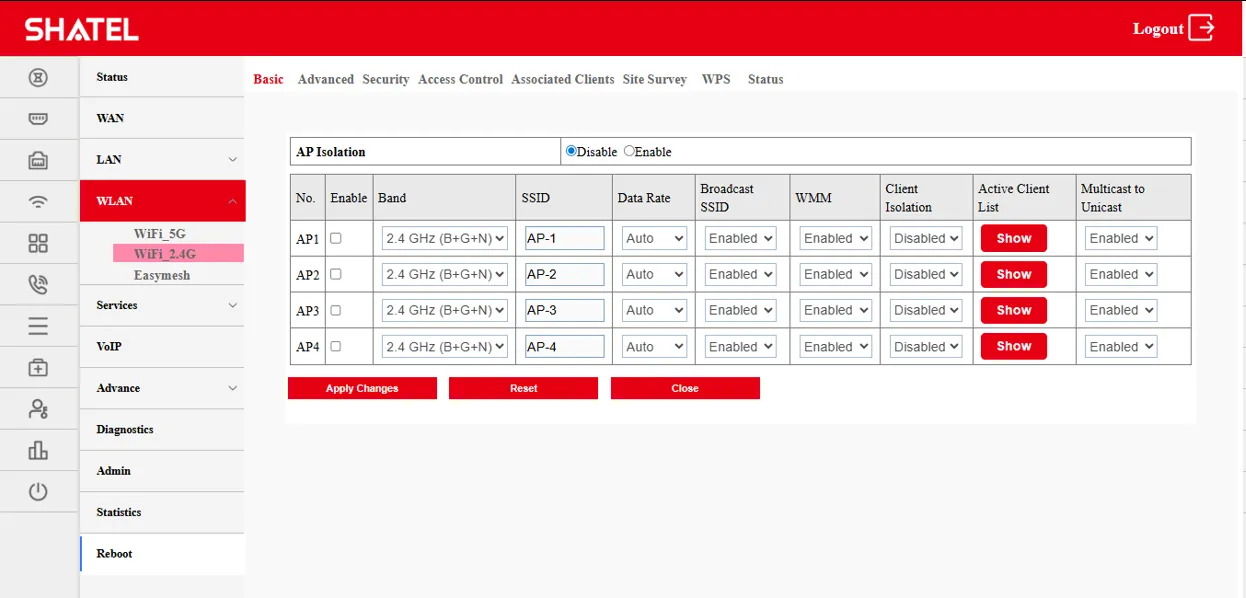 SHATEL
Logout
Status
WAN
LAN
WLAN
WiFi_5G
WiFi_2.4G
Easymesh
Services
VoIP
Advance
Diagnostics
Admin
Statistics
Reboot
Basic Advanced Security Access Control Associated Clients Site Survey WPS Status
AP Isolation Disable Enable
No. Enable Band SSID Data Rate Broadcast SSID WMM Client Isolation Active Client List Multicast to Unicast
AP1 2.4 GHz (B+G+N) AP-1 Auto Enabled Enabled Disabled Show Enabled
AP2 2.4 GHz (B+G+N) AP-2 Auto Enabled Enabled Disabled Show Enabled
AP3 2.4 GHz (B+G+N) AP-3 Auto Enabled Enabled Disabled Show Enabled
AP4 2.4 GHz (B+G+N) AP-4 Auto Enabled Enabled Disabled Show Enabled
Apply Changes Reset Close